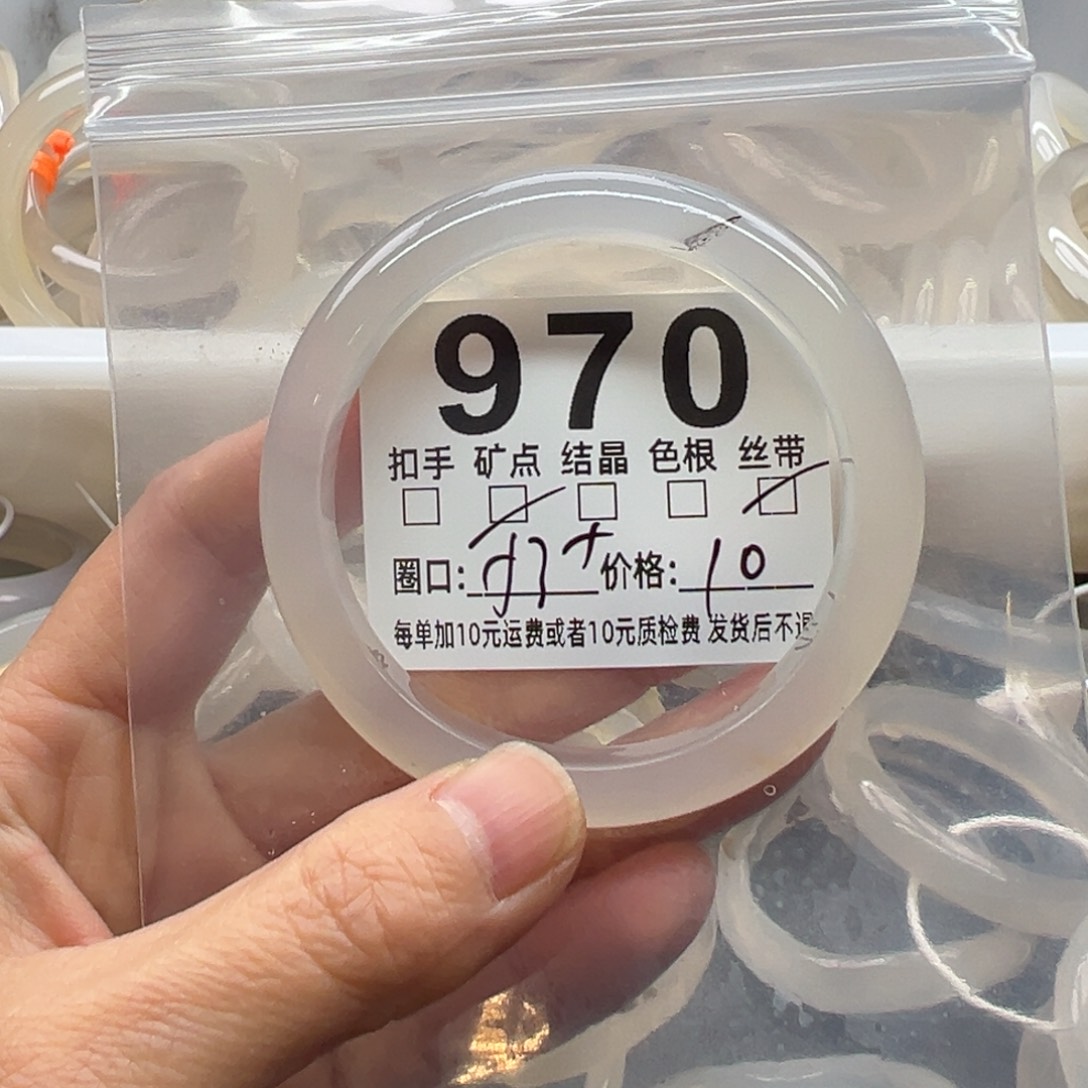 970
扣手 矿点 结晶 色根 丝带
圈口: 价格: 10
每单加10元运费或者10元质检费 发货后不退